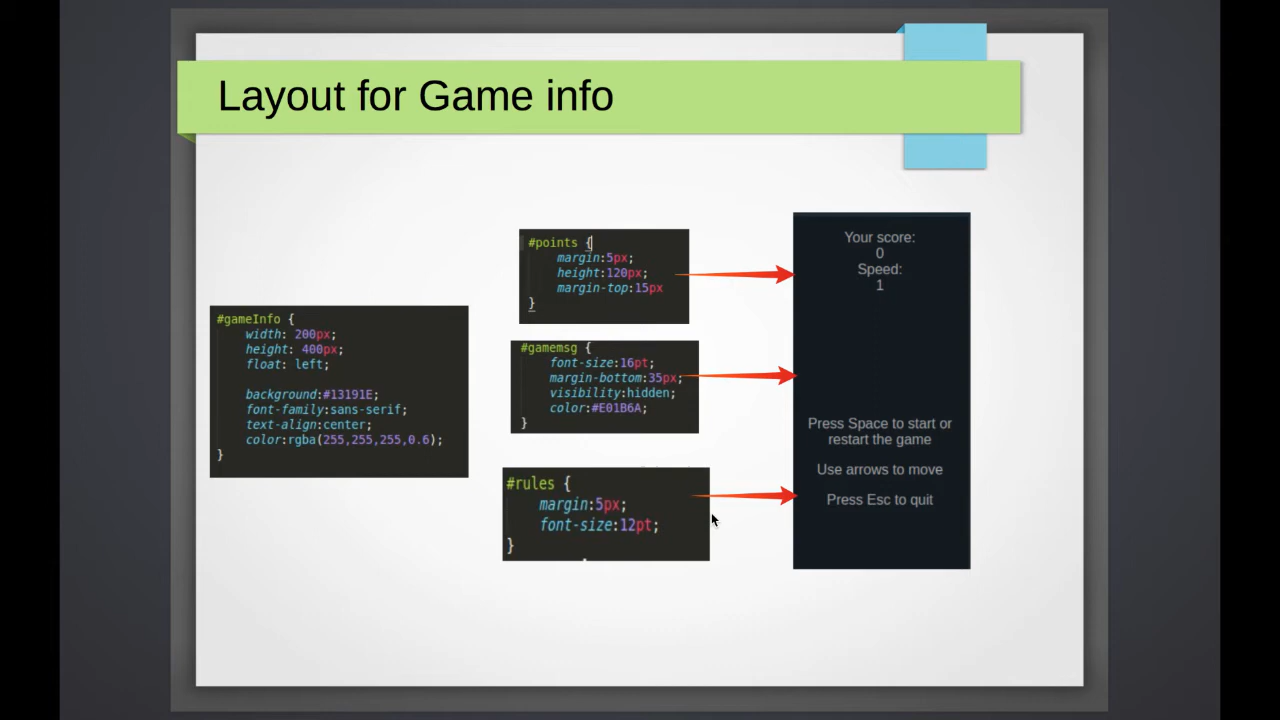 Layout for Game info
#gameInfo {
width: 200px;
height: 400px;
float: left;
background:#13191E;
font-family:sans-serif;
text-align:center;
color:rgba(255,255,255,0.6);
}
#points {
margin:5px;
height:120px;
margin-top:15px
}
#gamemsg {
font-size:16pt;
margin-bottom:35px;
visibility:hidden;
color:#E01B6A;
}
#rules {
margin:5px;
font-size:12pt;
}
Your score:
0
Speed:
1
Press Space to start or
restart the game
Use arrows to move
Press Esc to quit